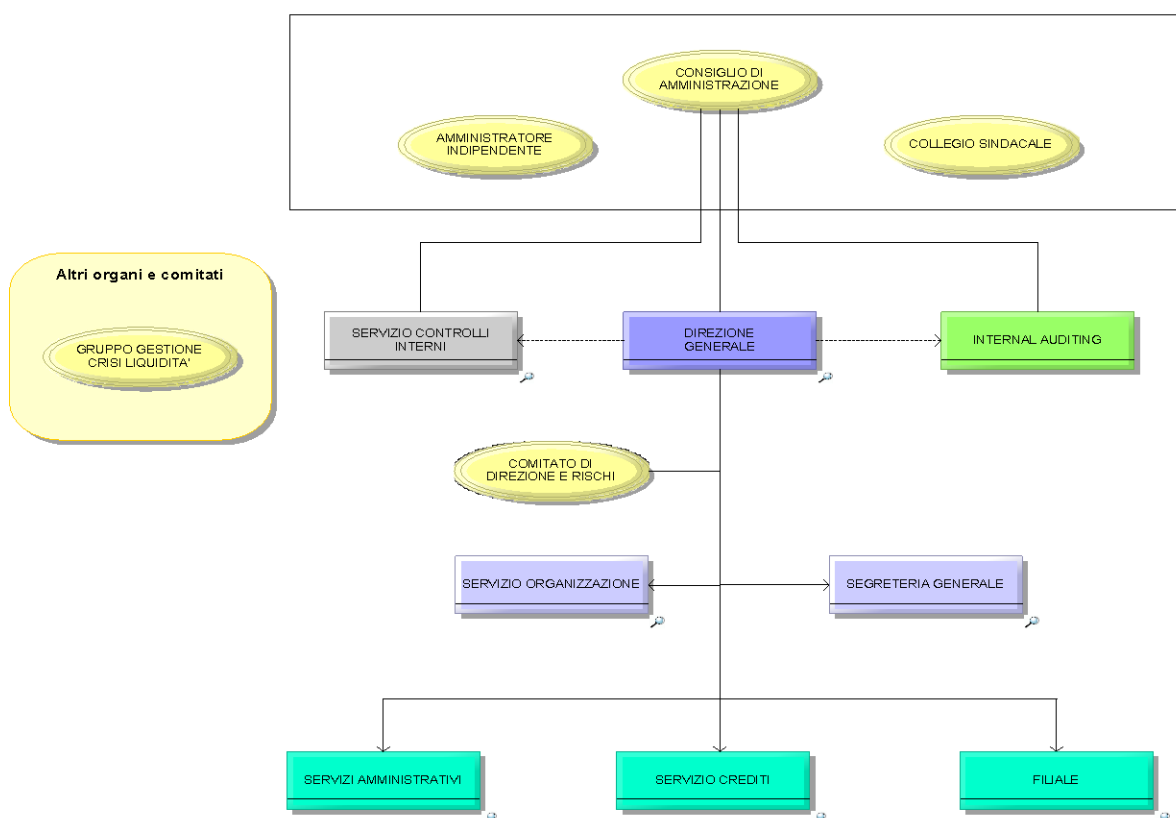 CONSIGLIO DI
AMMINISTRAZIONE
AMMINISTRATORE
INDIPENDENTE
COLLEGIO SINDACALE
Altri organi e comitati
GRUPPO GESTIONE
CRISI LIQUIDITA'
SERVIZIO CONTROLLI
INTERNI
DIREZIONE
GENERALE
INTERNAL AUDITING
COMITATO DI
DIREZIONE E RISCHI
SERVIZIO ORGANIZZAZIONE
SEGRETERIA GENERALE
SERVIZI AMMINISTRATIVI
SERVIZIO CREDITI
FILIALE